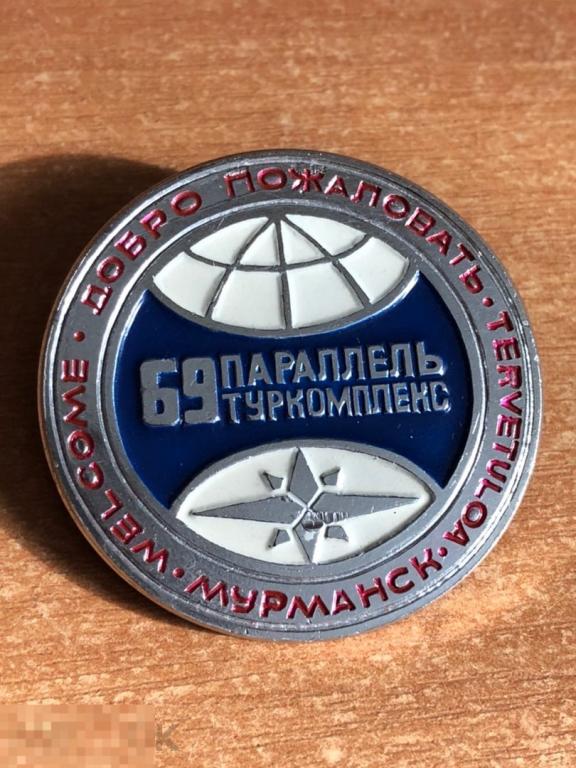 ДОБРО ПОЖАЛОВАТЬ · TERVETULOA · МУРМАНСК · WELCOME ·
69 ПАРАЛЛЕЛЬ
ТУРКОМПЛЕКС